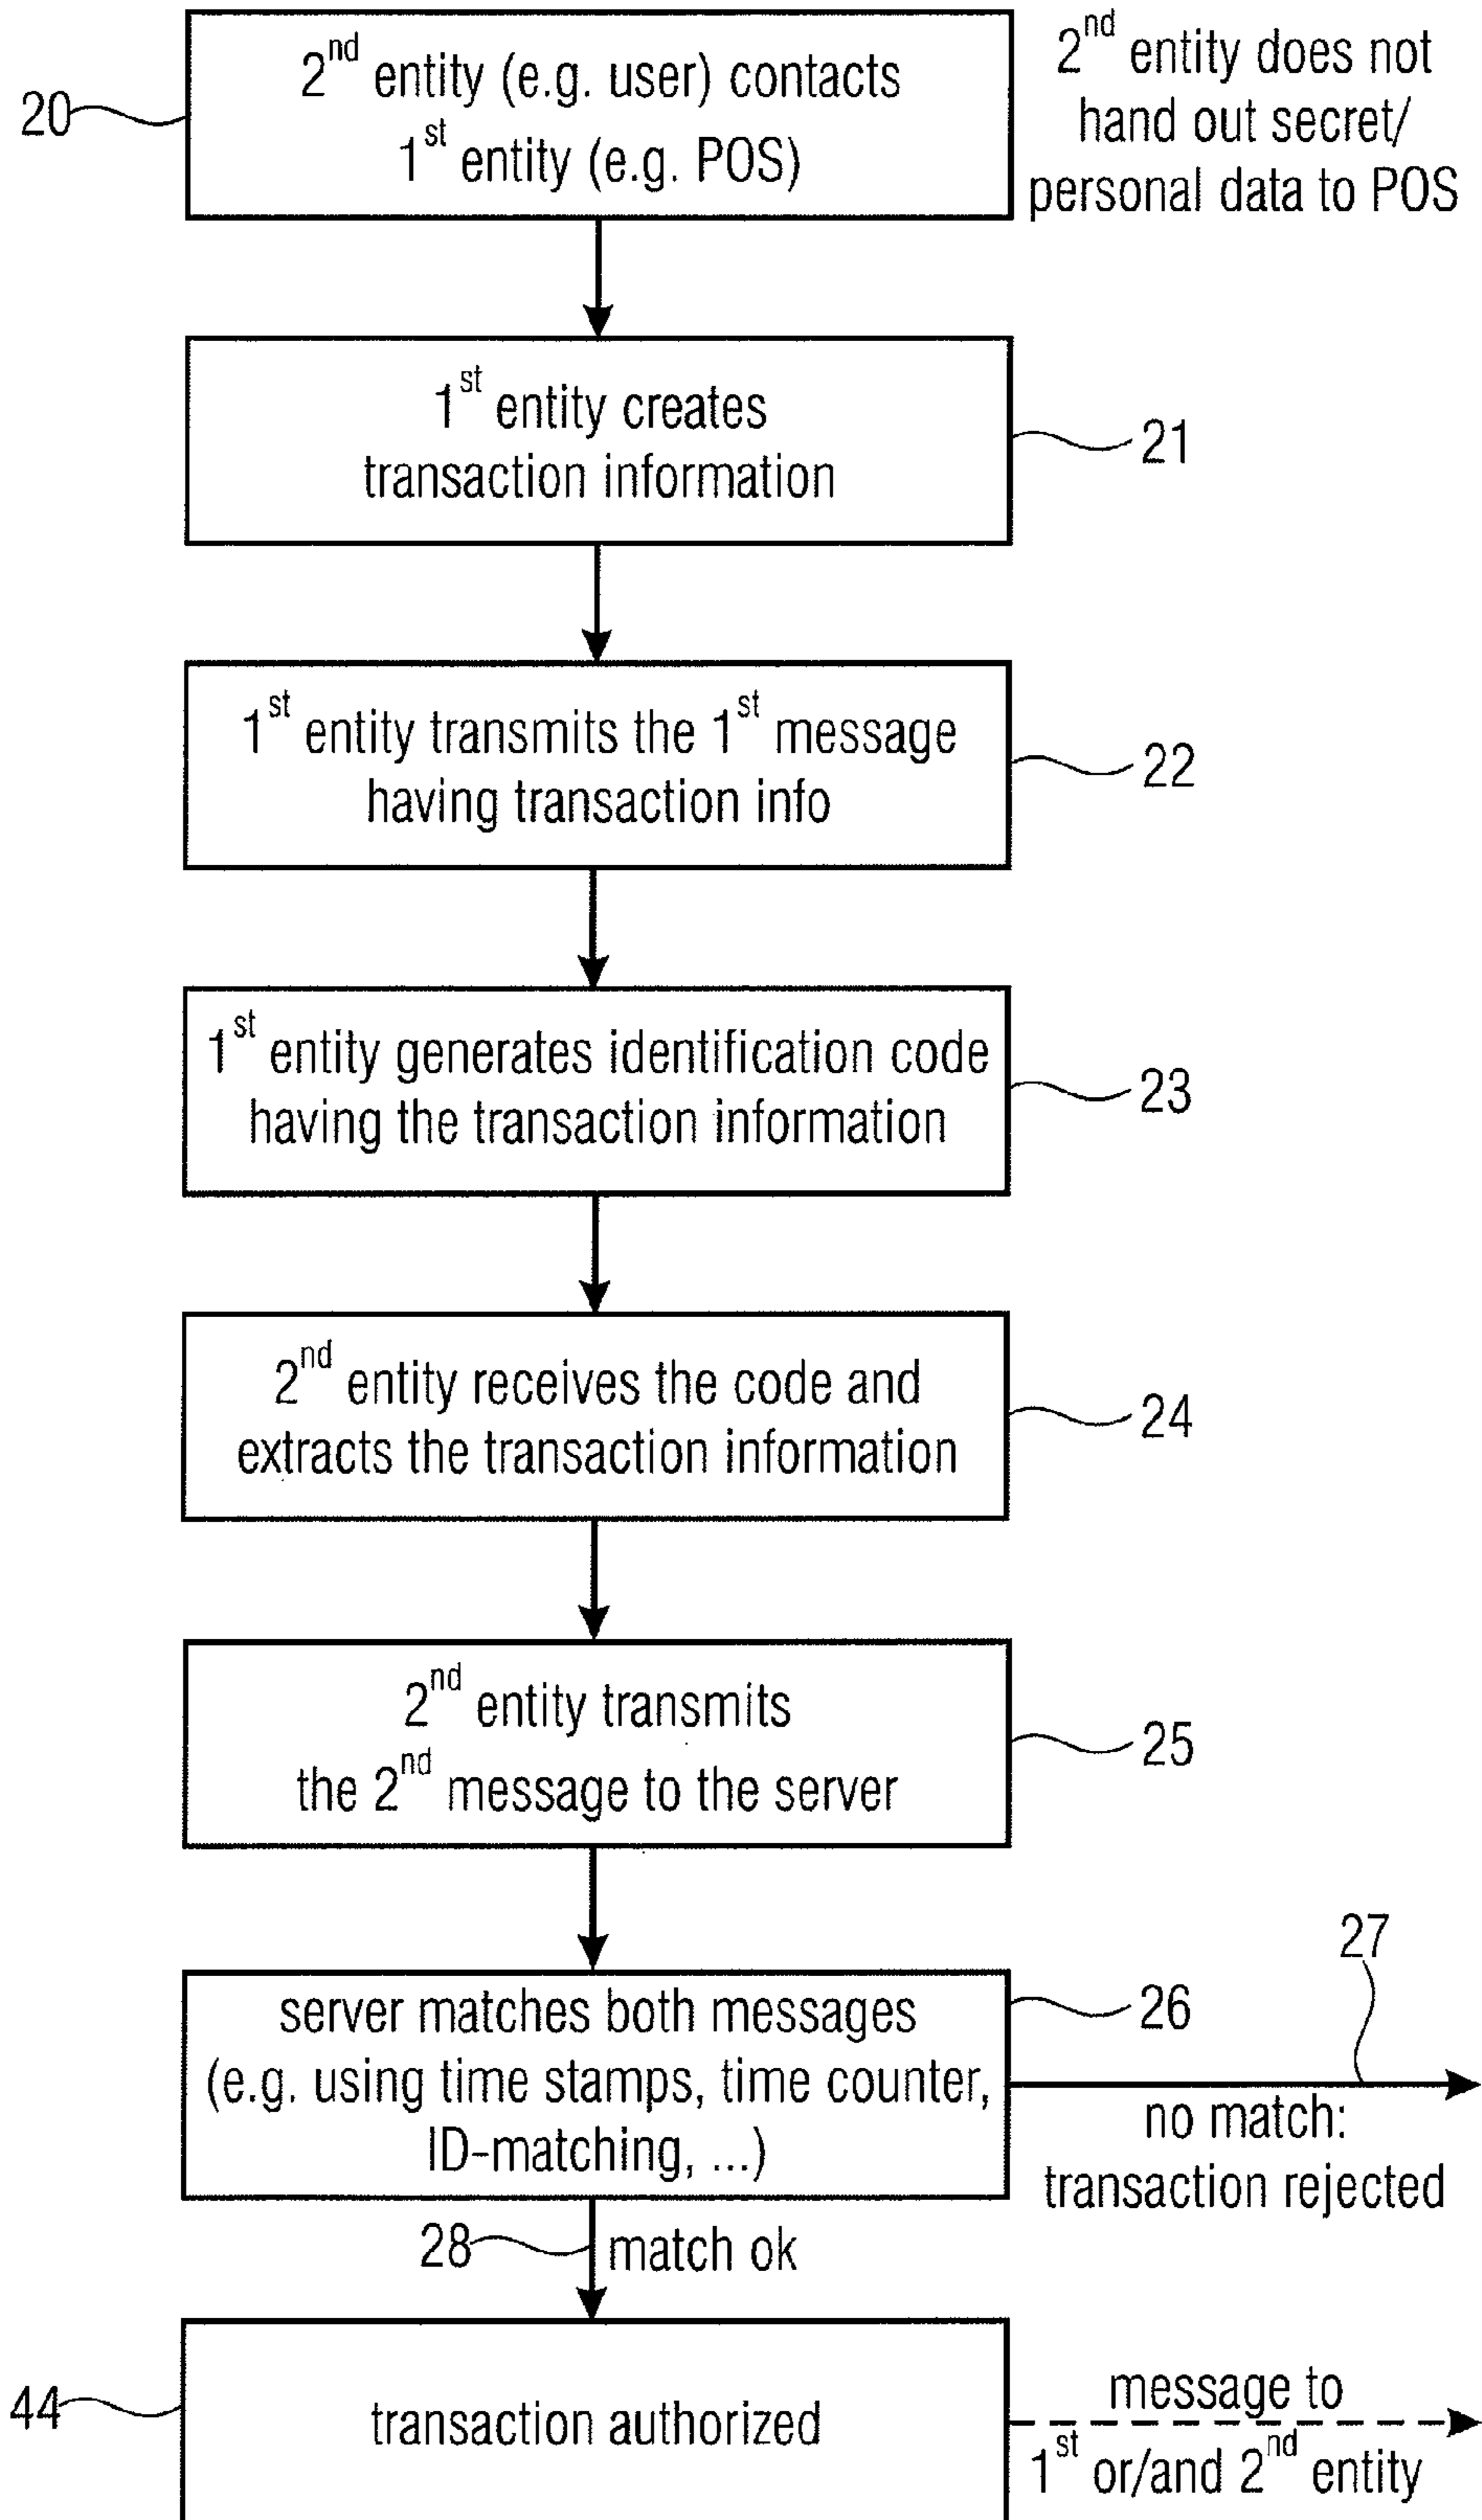 2nd entity (e.g. user) contacts
1st entity (e.g. POS)
20
2nd entity does not
hand out secret/
personal data to POS
1st entity creates
transaction information
21
1st entity transmits the 1st message
having transaction info
22
1st entity generates identification code
having the transaction information
23
2nd entity receives the code and
extracts the transaction information
24
2nd entity transmits
the 2nd message to the server
25
server matches both messages
(e.g. using time stamps, time counter,
ID-matching, ...)
26
27
no match:
transaction rejected
28
match ok
44
transaction authorized
message to
1st or/and 2nd entity